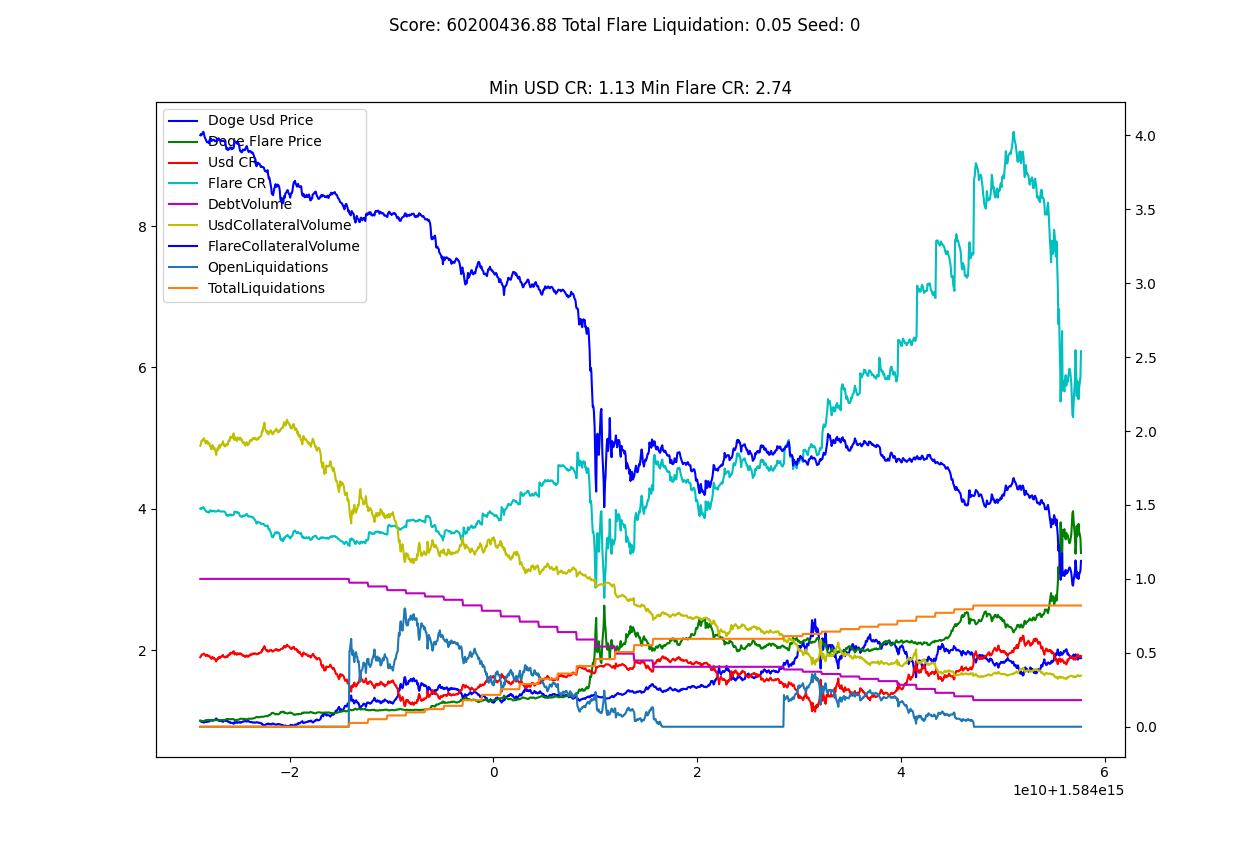 Score: 60200436.88 Total Flare Liquidation: 0.05 Seed: 0
Min USD CR: 1.13 Min Flare CR: 2.74
Doge Usd Price
Doge Flare Price
Usd CR
Flare CR
DebtVolume
UsdCollateralVolume
FlareCollateralVolume
OpenLiquidations
TotalLiquidations
8
6
4
2
4.0
3.5
3.0
2.5
2.0
1.5
1.0
0.5
0.0
−2 0 2 4 6
1e10+1.584e15